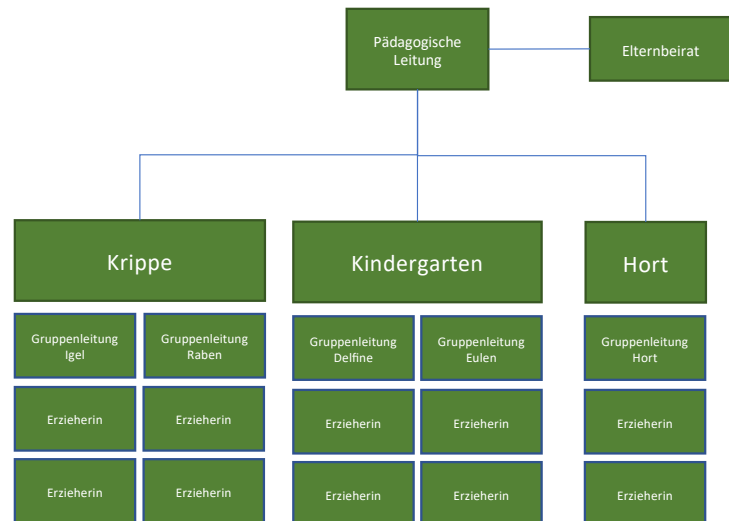 Pädagogische
Leitung
Elternbeirat
Krippe
Kindergarten
Hort
Gruppenleitung
Igel
Gruppenleitung
Raben
Gruppenleitung
Delfine
Gruppenleitung
Eulen
Gruppenleitung
Hort
Erzieherin
Erzieherin
Erzieherin
Erzieherin
Erzieherin
Erzieherin
Erzieherin
Erzieherin
Erzieherin
Erzieherin